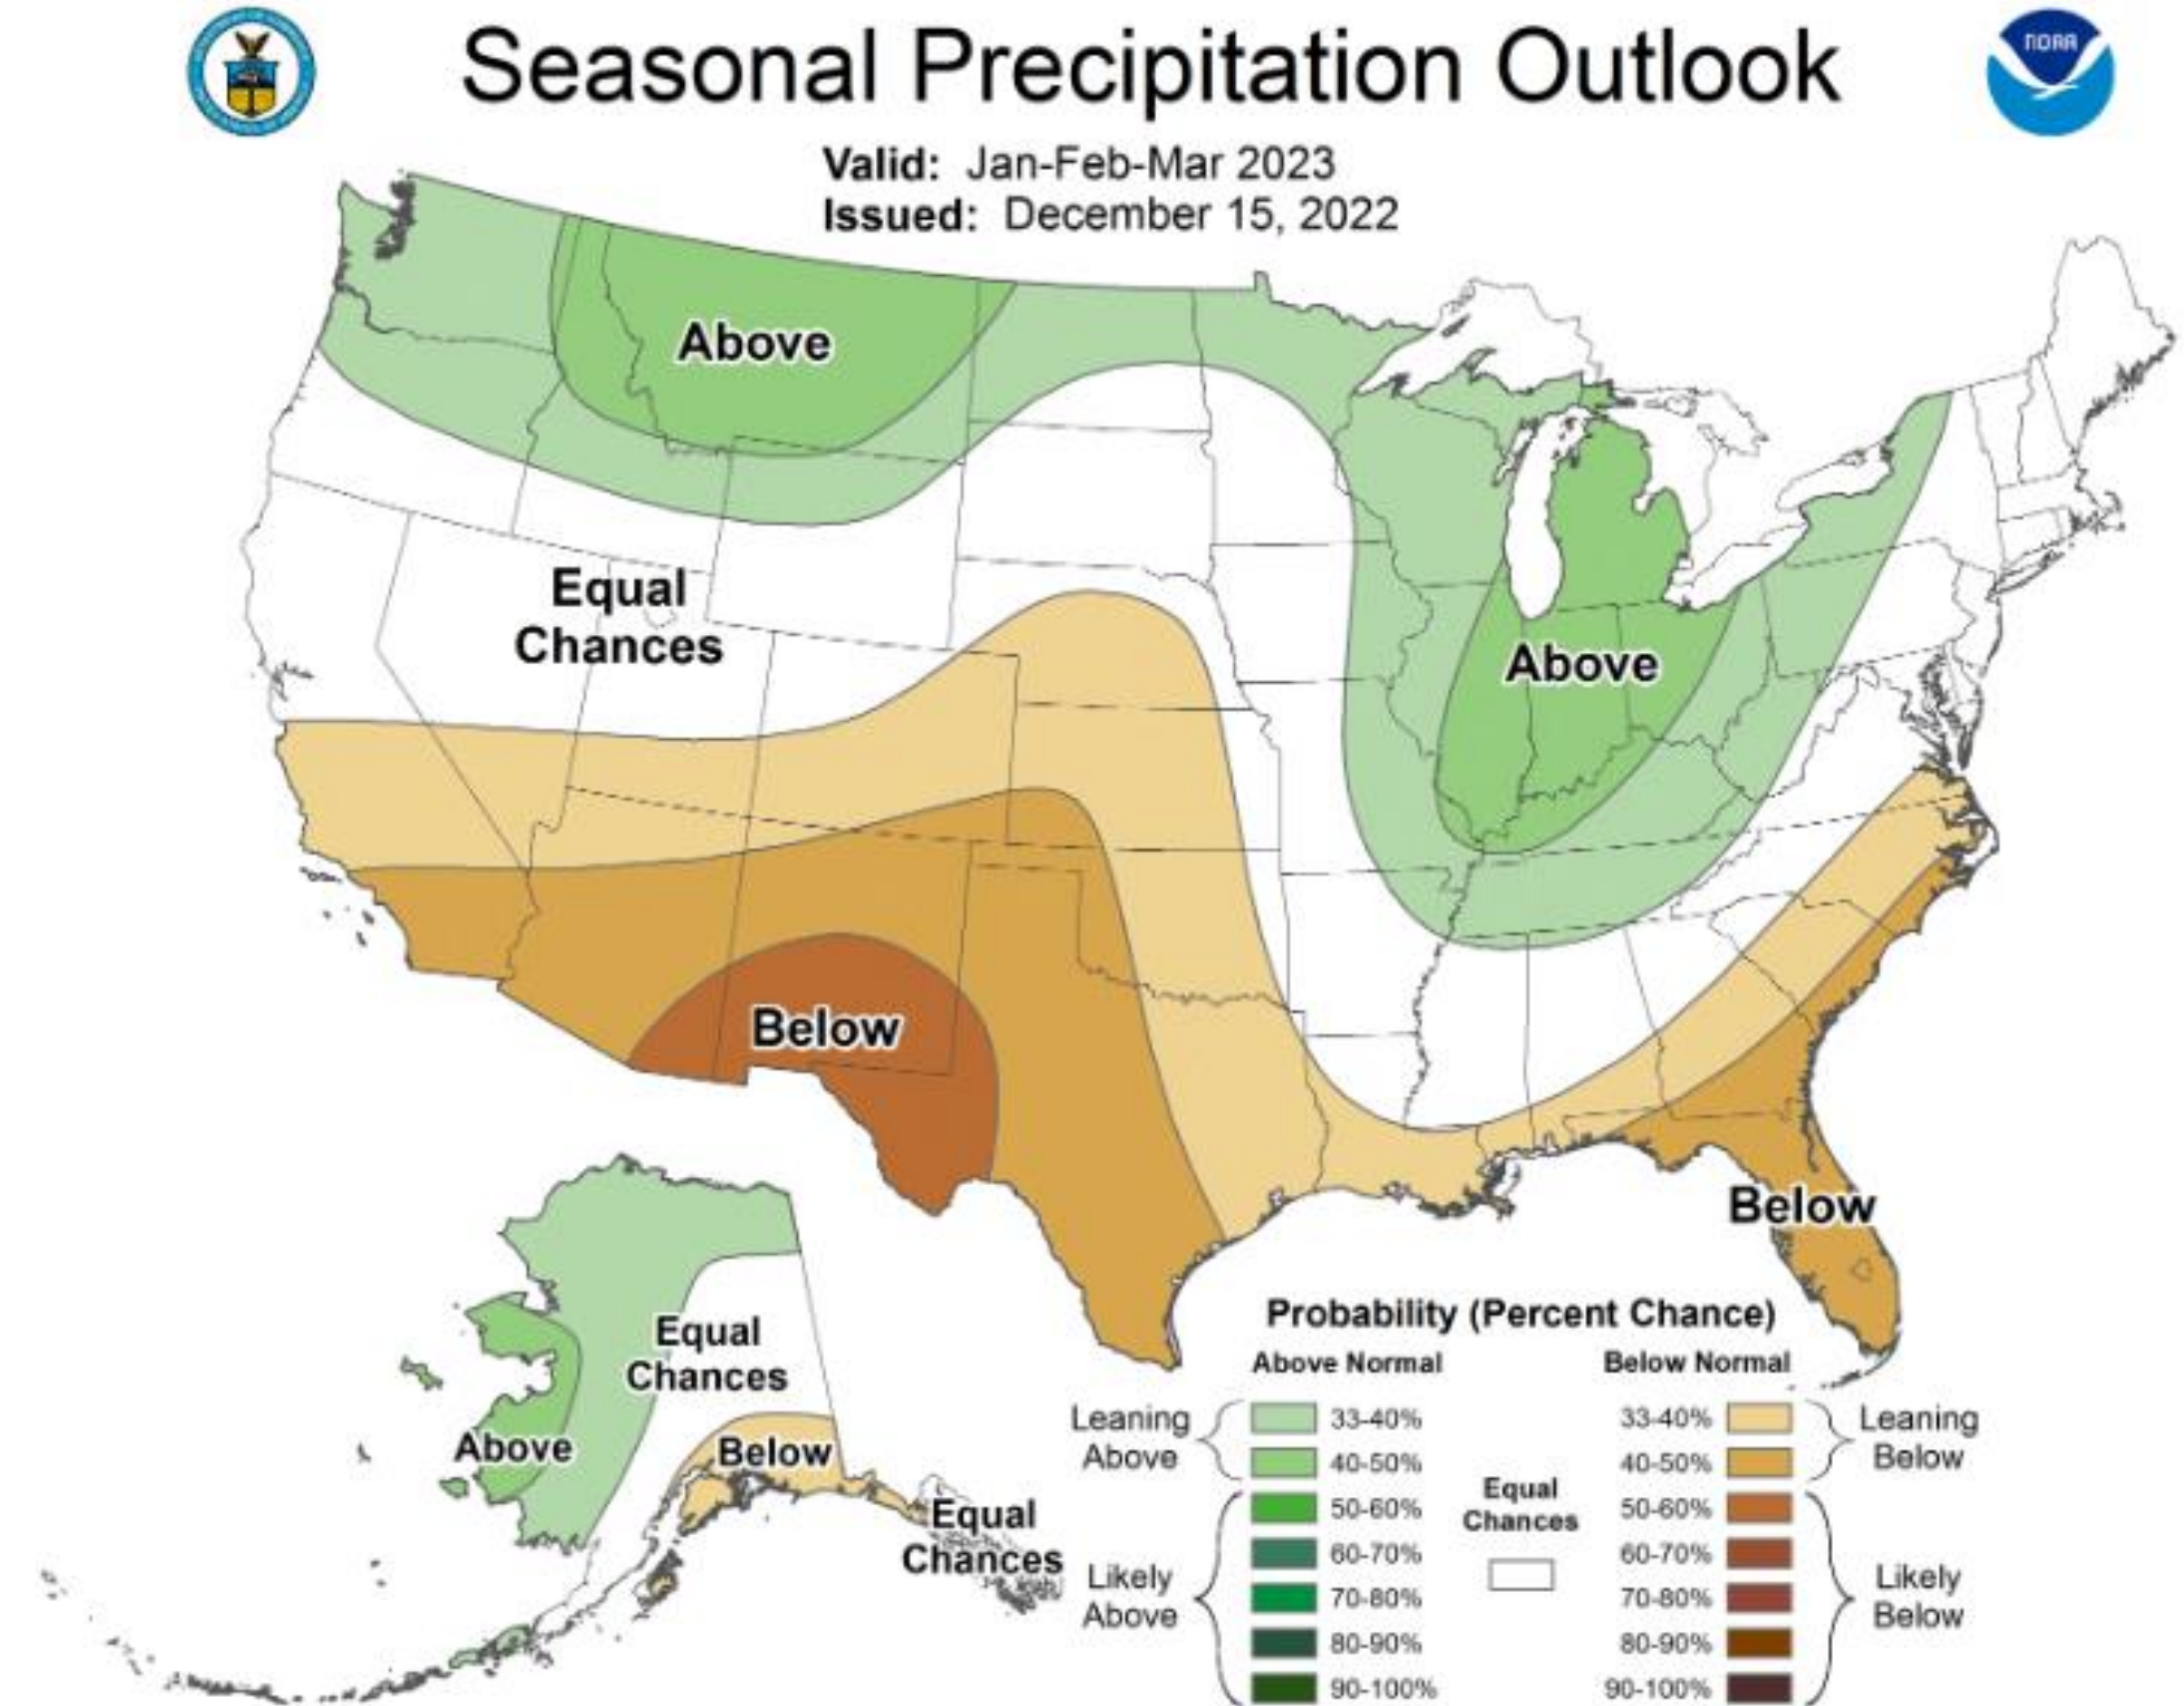 NOAA
Seasonal Precipitation Outlook
Valid: Jan-Feb-Mar 2023
Issued: December 15, 2022
Above
Equal
Chances
Above
Below
Below
Equal
Chances
Above
Below
Equal
Chances
Probability (Percent Chance)
Above Normal
Below Normal
Leaning
Above
33-40%
40-50%
Likely
Above
50-60%
60-70%
70-80%
80-90%
90-100%
Equal
Chances
33-40%
40-50%
Leaning
Below
50-60%
60-70%
70-80%
80-90%
90-100%
Likely
Below